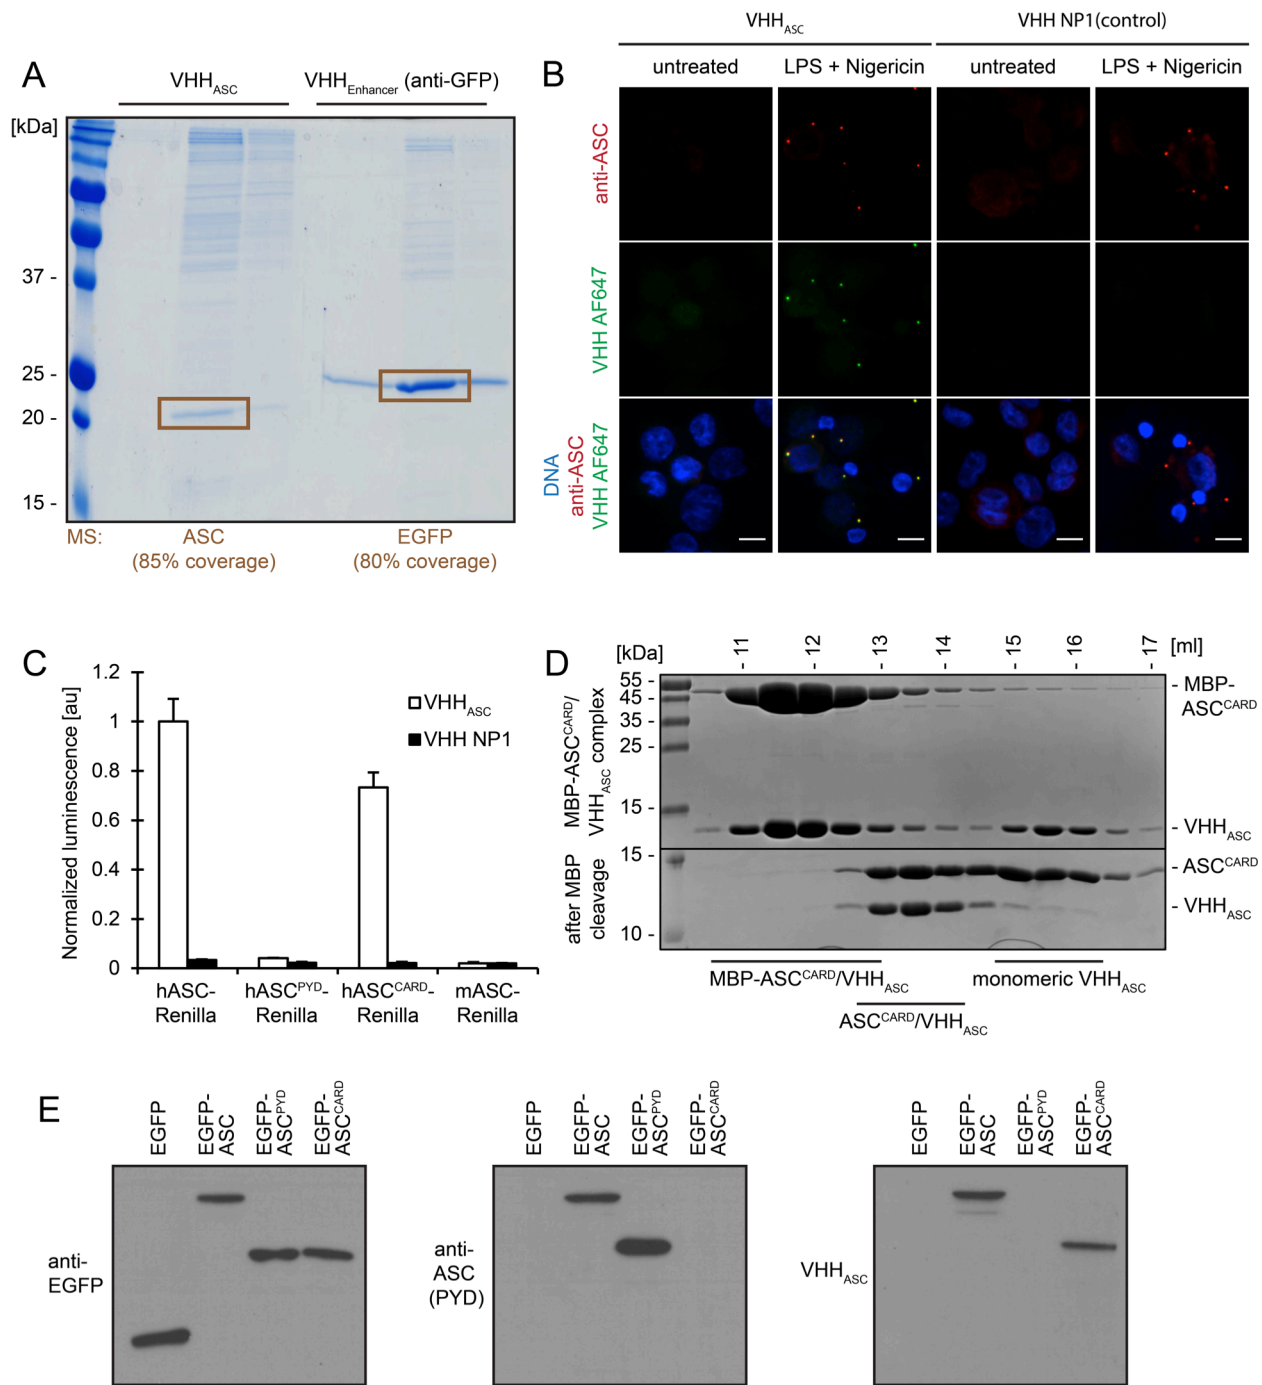 A
VHHASC
VHHEnhancer (anti-GFP)
[kDa]
37 -
25 -
20 -
15 -
MS:
ASC
(85% coverage)
EGFP
(80% coverage)
B
VHHASC
VHH NP1(control)
untreated
LPS + Nigericin
untreated
LPS + Nigericin
anti-ASC
VHH AF647
DNA
anti-ASC
VHH AF647
C
Normalized luminescence [au]
1.2
1
0.8
0.6
0.4
0.2
0
VHHASC
VHH NP1
hASC-
Renilla
hASCPYD-
Renilla
hASCCARD-
Renilla
mASC-
Renilla
D
[kDa]
- 11
- 12
- 13
- 14
- 15
- 16
- 17
[ml]
MBP-ASCCARD/
VHHASC complex
55 -
45 -
35 -
25 -
15 -
- MBP-
ASCCARD
- VHHASC
after MBP
cleavage
15 -
10 -
- ASCCARD
- VHHASC
MBP-ASCCARD/VHHASC
monomeric VHHASC
ASCCARD/VHHASC
E
EGFP
EGFP-
ASC
EGFP-
ASCPYD
EGFP-
ASCCARD
anti-
EGFP
EGFP
EGFP-
ASC
EGFP-
ASCPYD
EGFP-
ASCCARD
anti-
ASC
(PYD)
EGFP
EGFP-
ASC
EGFP-
ASCPYD
EGFP-
ASCCARD
VHHASC